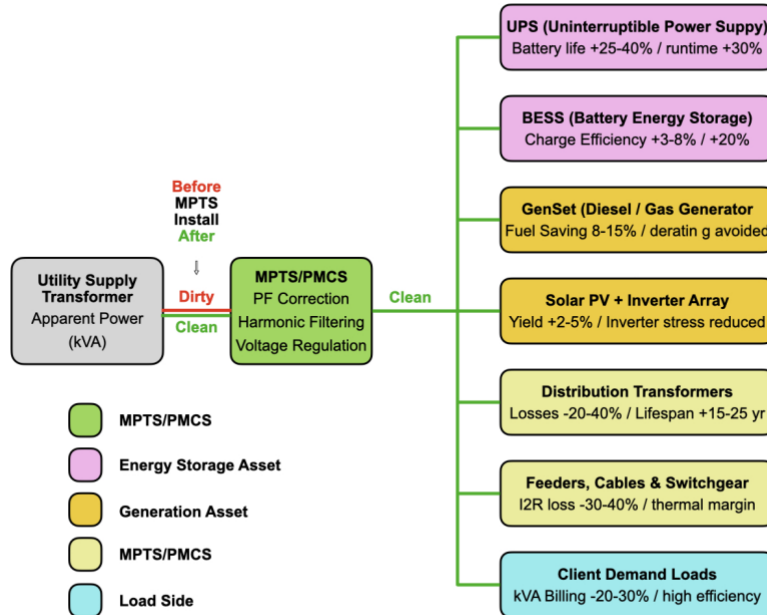 UPS (Uninterruptible Power Suppy)
Battery life +25-40% / runtime +30%
BESS (Battery Energy Storage)
Charge Efficiency +3-8% / +20%
Before
MPTS
Install
After
GenSet (Diesel / Gas Generator
Fuel Saving 8-15% / deratin g avoided
Utility Supply
Transformer
Apparent Power
(kVA)
Dirty
Clean
MPTS/PMCS
PF Correction
Harmonic Filtering
Voltage Regulation
Clean
Solar PV + Inverter Array
Yield +2-5% / Inverter stress reduced
Distribution Transformers
Losses -20-40% / Lifespan +15-25 yr
Feeders, Cables & Switchgear
I2R loss -30-40% / thermal margin
Client Demand Loads
kVA Billing -20-30% / high efficiency
MPTS/PMCS
Energy Storage Asset
Generation Asset
MPTS/PMCS
Load Side